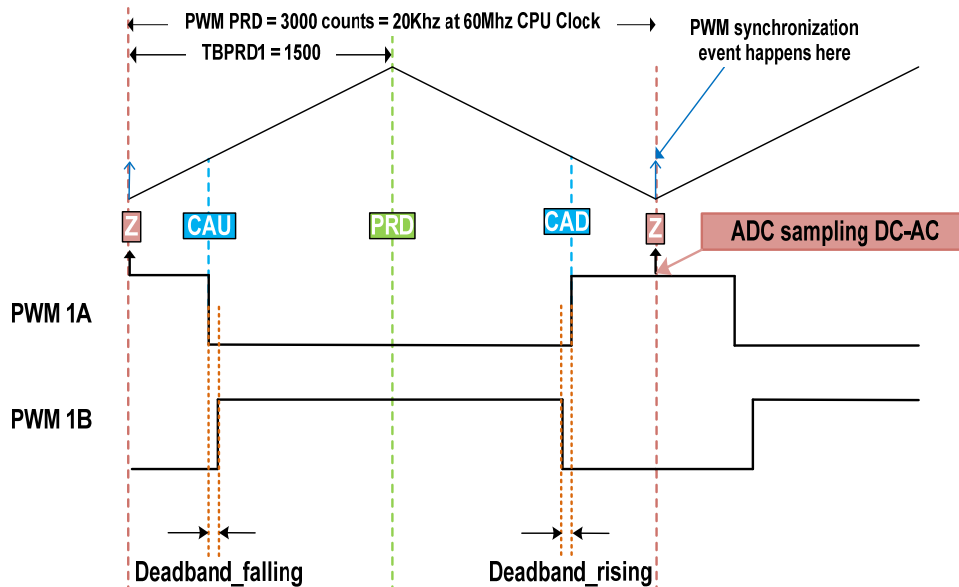 PWM PRD = 3000 counts = 20Khz at 60Mhz CPU Clock
TBPRD1 = 1500
PWM synchronization
event happens here
Z
CAU
PRD
CAD
Z
ADC sampling DC-AC
PWM 1A
PWM 1B
Deadband_falling
Deadband_rising